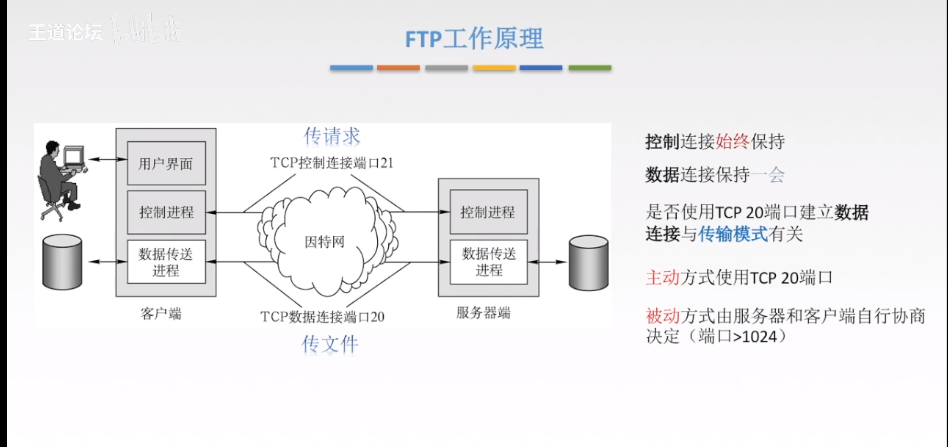 王道论坛
FTP工作原理
传请求
TCP控制连接端口21
用户界面
控制进程
数据传送
进程
客户端
因特网
控制进程
数据传送
进程
服务器端
TCP数据连接端口20
传文件
控制连接始终保持
数据连接保持一会
是否使用TCP 20端口建立数据
连接与传输模式有关
主动方式使用TCP 20端口
被动方式由服务器和客户端自行协商
决定（端口>1024）